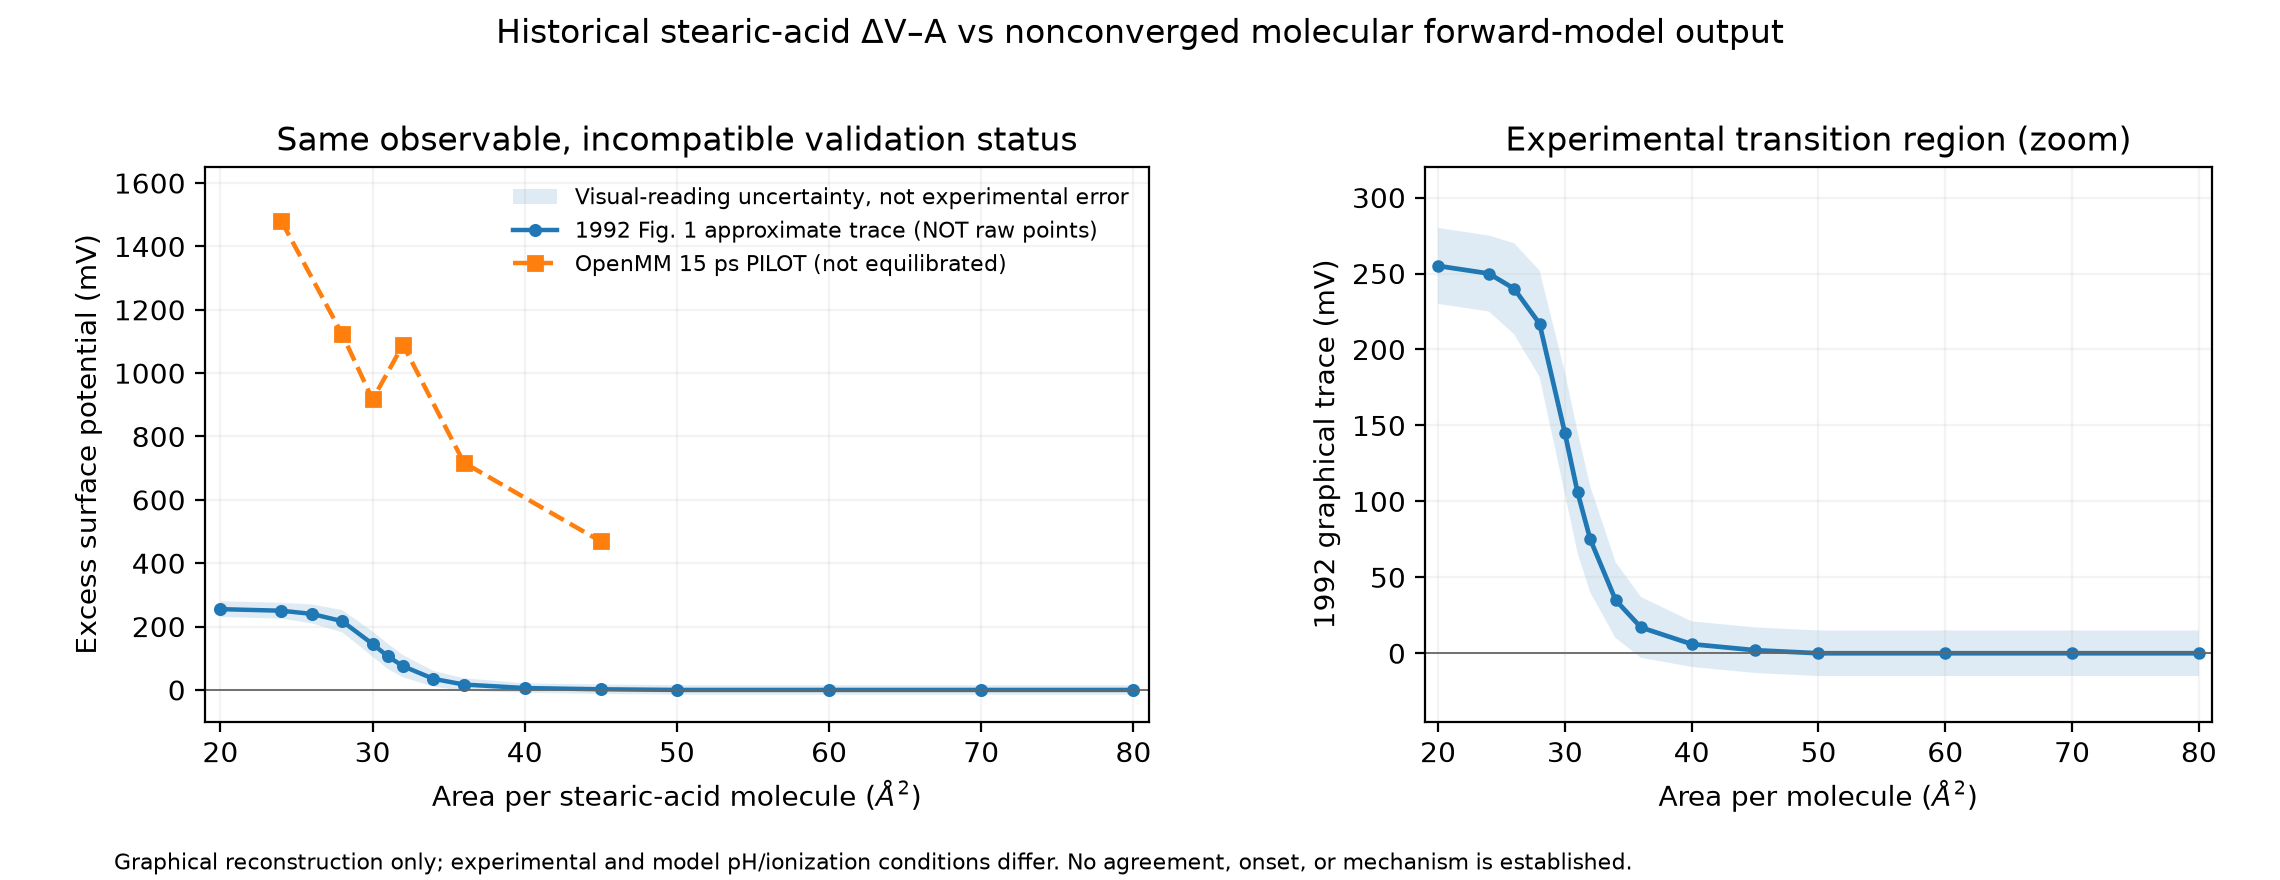 Historical stearic-acid ΔV–A vs nonconverged molecular forward-model output
Same observable, incompatible validation status
Excess surface potential (mV)
1600
1400
1200
1000
800
600
400
200
0
Visual-reading uncertainty, not experimental error
1992 Fig. 1 approximate trace (NOT raw points)
OpenMM 15 ps PILOT (not equilibrated)
20 30 40 50 60 70 80
Area per stearic-acid molecule (Å²)
Experimental transition region (zoom)
1992 graphical trace (mV)
300
250
200
150
100
50
0
20 30 40 50 60 70 80
Area per molecule (Å²)
Graphical reconstruction only; experimental and model pH/ionization conditions differ. No agreement, onset, or mechanism is established.